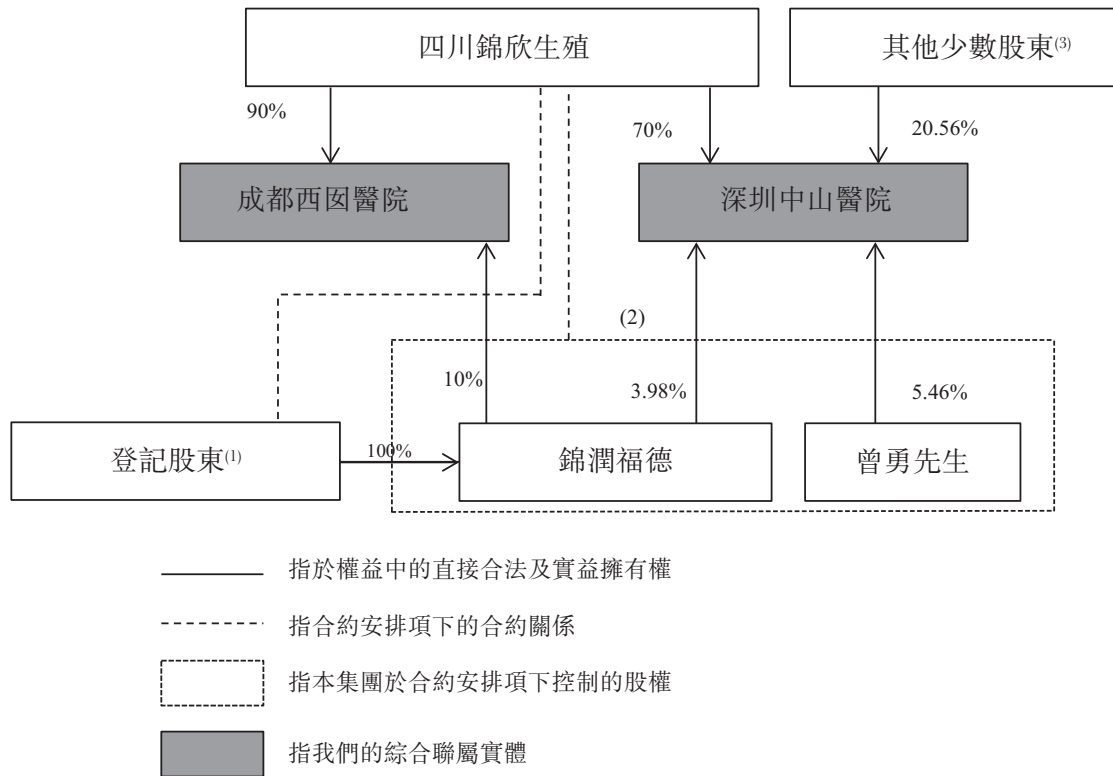 四川錦欣生殖
其他少數股東(3)
90%
70%
20.56%
成都西囡醫院
深圳中山醫院
(2)
10%
3.98%
5.46%
登記股東(1)
100%
錦潤福德
曾勇先生
指於權益中的直接合法及實益擁有權
指合約安排項下的合約關係
指本集團於合約安排項下控制的股權
指我們的綜合聯屬實體